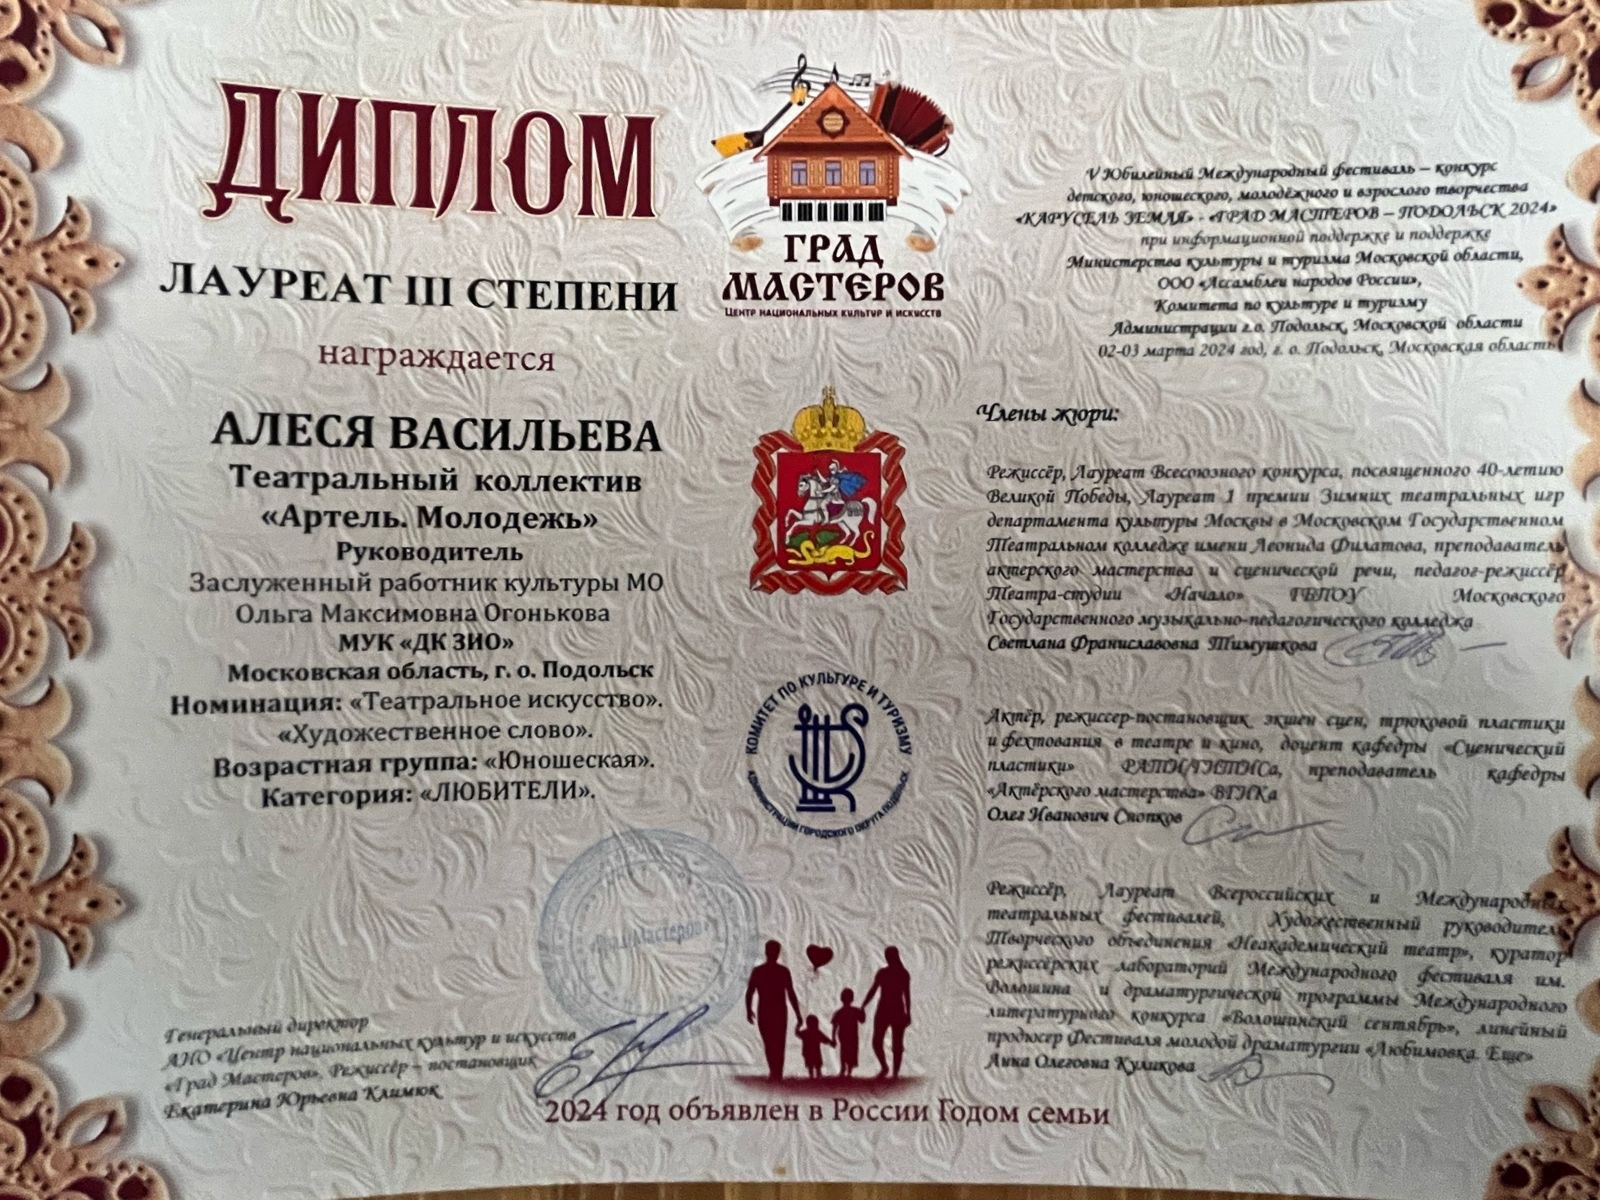 ДИПЛОМ
ЛАУРЕАТ III СТЕПЕНИ
награждается
АЛЕСЯ ВАСИЛЬЕВА
Театральный коллектив
«Артель. Молодежь»
Руководитель
Заслуженный работник культуры МО
Ольга Максимовна Огонькова
МУК «ДК ЗИО»
Московская область, г. о. Подольск
Номинация: «Театральное искусство».
«Художественное слово».
Возрастная группа: «Юношеская».
Категория: «ЛЮБИТЕЛИ».
Генеральный директор
АНО «Центр национальных культур и искусств
«Град Мастеров», Режиссёр – постановщик
Екатерина Юрьевна Климюк
ГРАД
МАСТЕРОВ
ЦЕНТР НАЦИОНАЛЬНЫХ КУЛЬТУР И ИСКУССТВ
КОМИТЕТ ПО КУЛЬТУРЕ И ТУРИЗМУ
АДМИНИСТРАЦИИ ГОРОДСКОГО ОКРУГА ПОДОЛЬСК
«Град Мастеров»
2024 год объявлен в России Годом семьи
V Юбилейный Международный фестиваль – конкурс
детского, юношеского, молодёжного и взрослого творчества
«КАРУСЕЛЬ ЗЕМЛЯ» - «ГРАД МАСТЕРОВ – ПОДОЛЬСК 2024»
при информационной поддержке и поддержке
Министерства культуры и туризма Московской области,
ООО «Ассамблеи народов России»,
Комитета по культуре и туризму
Администрации г.о. Подольск, Московской области
02-03 марта 2024 год, г. о. Подольск, Московская область
Члены жюри:
Режиссёр, Лауреат Всесоюзного конкурса, посвященного 40-летию
Великой Победы, Лауреат 1 премии Зимних театральных игр
департамента культуры Москвы в Московском Государственном
Театральном колледже имени Леонида Филатова, преподаватель
актерского мастерства и сценической речи, педагог-режиссёр
Театра-студии «Начало» ГБПОУ Московского
Государственного музыкально-педагогического колледжа
Светлана Франиславовна Тимушкова
Актёр, режиссер-постановщик экшен сцен, трюковой пластики
и фехтования в театре и кино, доцент кафедры «Сценический
пластики» РАТИ/ГИТИСа, преподаватель кафедры
«Актёрского мастерства» ВГИКа
Олег Иванович Снопков
Режиссёр, Лауреат Всероссийских и Международных
театральных фестивалей, Художественный руководитель
Творческого объединения «Неакадемический театр», куратор
режиссёрских лабораторий Международного фестиваля им.
Волошина и драматургической программы Международного
литературного конкурса «Волошинский сентябрь», линейный
продюсер Фестиваля молодой драматургии «Любимовка. Еще»
Анна Олеговна Куликова